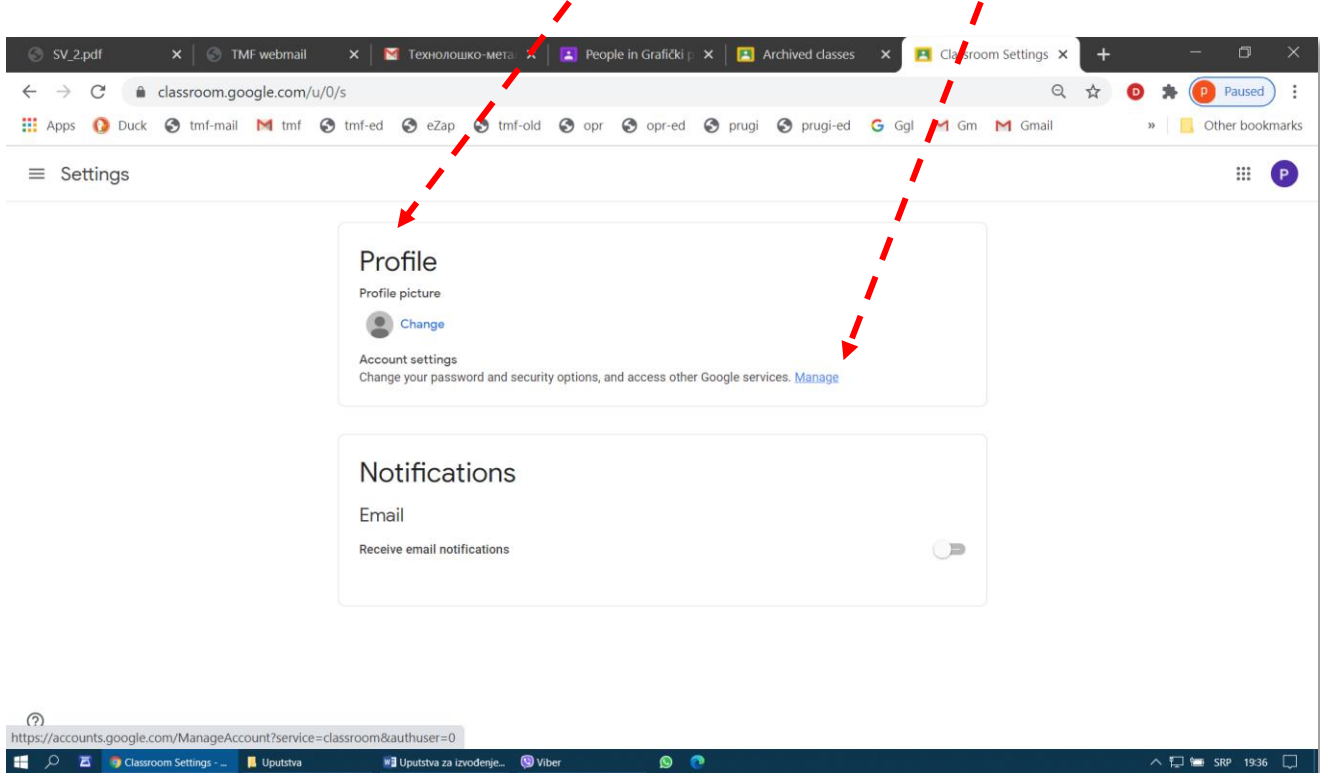 SV_2.pdf TMF webmail Технолошко-мета People in Grafički p Archived classes Classroom Settings
classroom.google.com/u/0/s Paused
Apps Duck tmf-mail tmf tmf-ed eZap tmf-old opr opr-ed prugi prugi-ed Ggl Gm Gmail » Other bookmarks
Settings P
Profile
Profile picture
Change
Account settings
Change your password and security options, and access other Google services. Manage
Notifications
Email
Receive email notifications
https://accounts.google.com/ManageAccount?service=classroom&authuser=0
Classroom Settings - ... Uputstva Uputstva za izvođenje... Viber SRP 1936